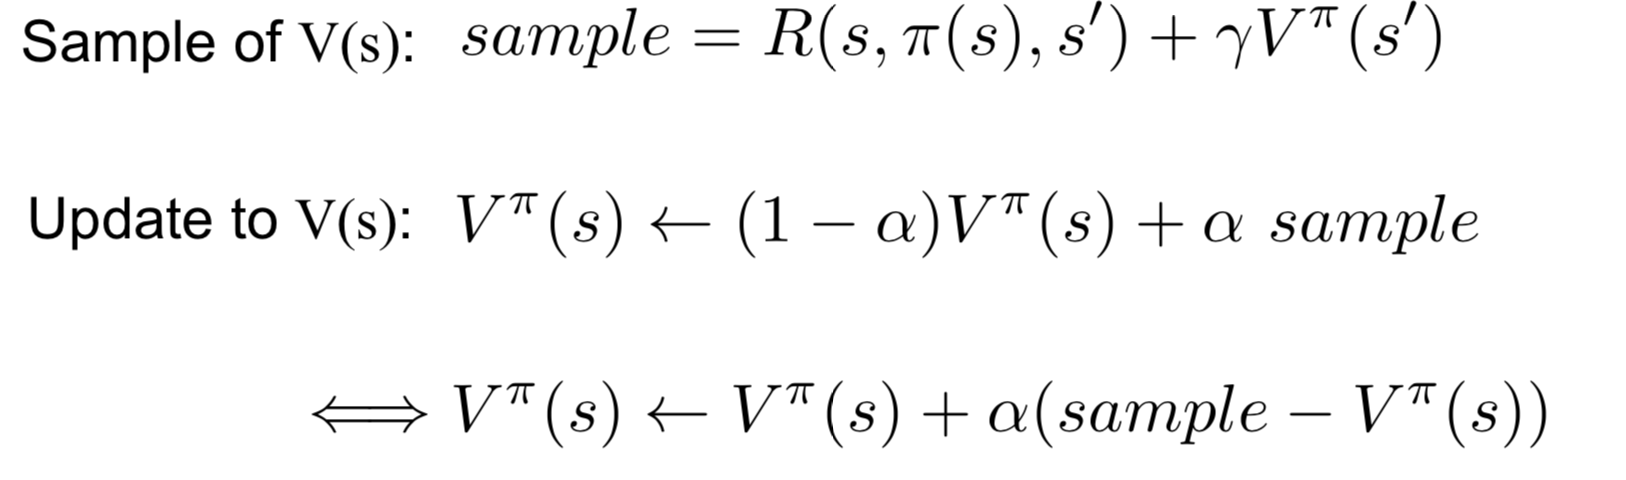 Sample of V(s): sample = R(s, π(s), s′) + γV^π(s′)
Update to V(s): V^π(s) ← (1 − α)V^π(s) + α sample
⟺ V^π(s) ← V^π(s) + α(sample − V^π(s))